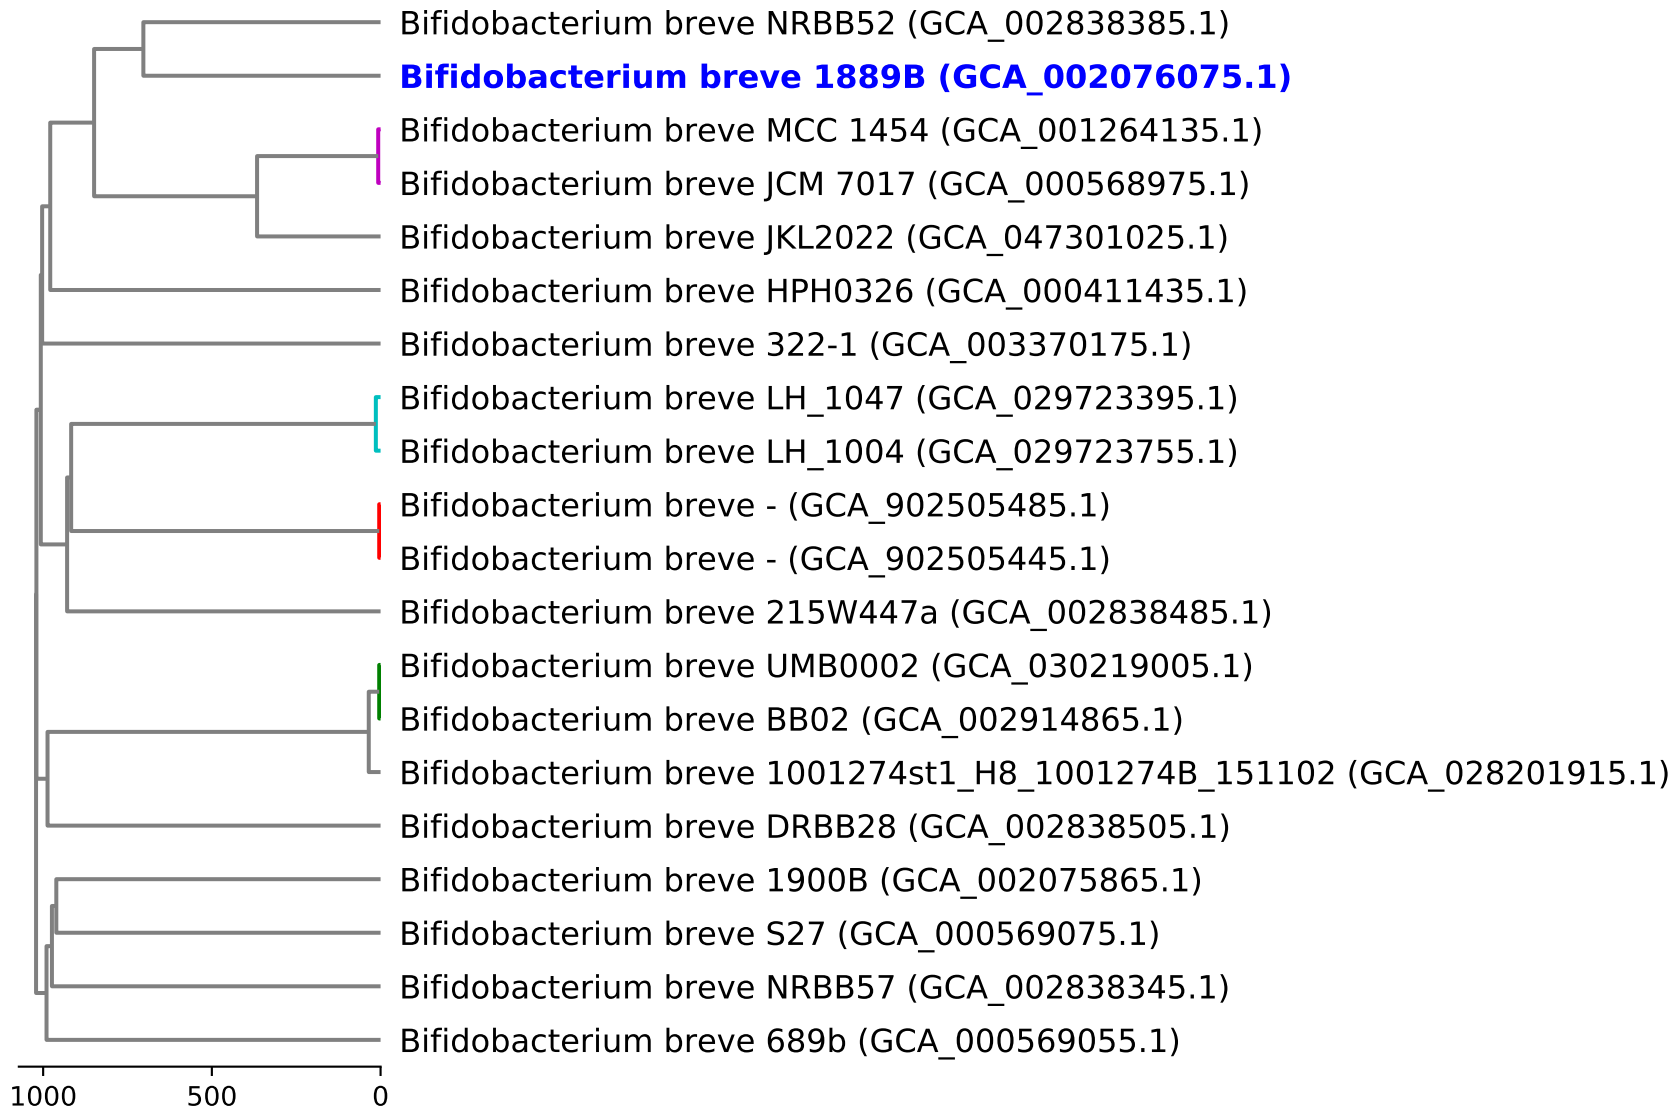 Bifidobacterium breve NRBB52 (GCA_002838385.1)
Bifidobacterium breve 1889B (GCA_002076075.1)
Bifidobacterium breve MCC 1454 (GCA_001264135.1)
Bifidobacterium breve JCM 7017 (GCA_000568975.1)
Bifidobacterium breve JKL2022 (GCA_047301025.1)
Bifidobacterium breve HPH0326 (GCA_000411435.1)
Bifidobacterium breve 322-1 (GCA_003370175.1)
Bifidobacterium breve LH_1047 (GCA_029723395.1)
Bifidobacterium breve LH_1004 (GCA_029723755.1)
Bifidobacterium breve - (GCA_902505485.1)
Bifidobacterium breve - (GCA_902505445.1)
Bifidobacterium breve 215W447a (GCA_002838485.1)
Bifidobacterium breve UMB0002 (GCA_030219005.1)
Bifidobacterium breve BB02 (GCA_002914865.1)
Bifidobacterium breve 1001274st1_H8_1001274B_151102 (GCA_028201915.1)
Bifidobacterium breve DRBB28 (GCA_002838505.1)
Bifidobacterium breve 1900B (GCA_002075865.1)
Bifidobacterium breve S27 (GCA_000569075.1)
Bifidobacterium breve NRBB57 (GCA_002838345.1)
Bifidobacterium breve 689b (GCA_000569055.1)
1000 500 0